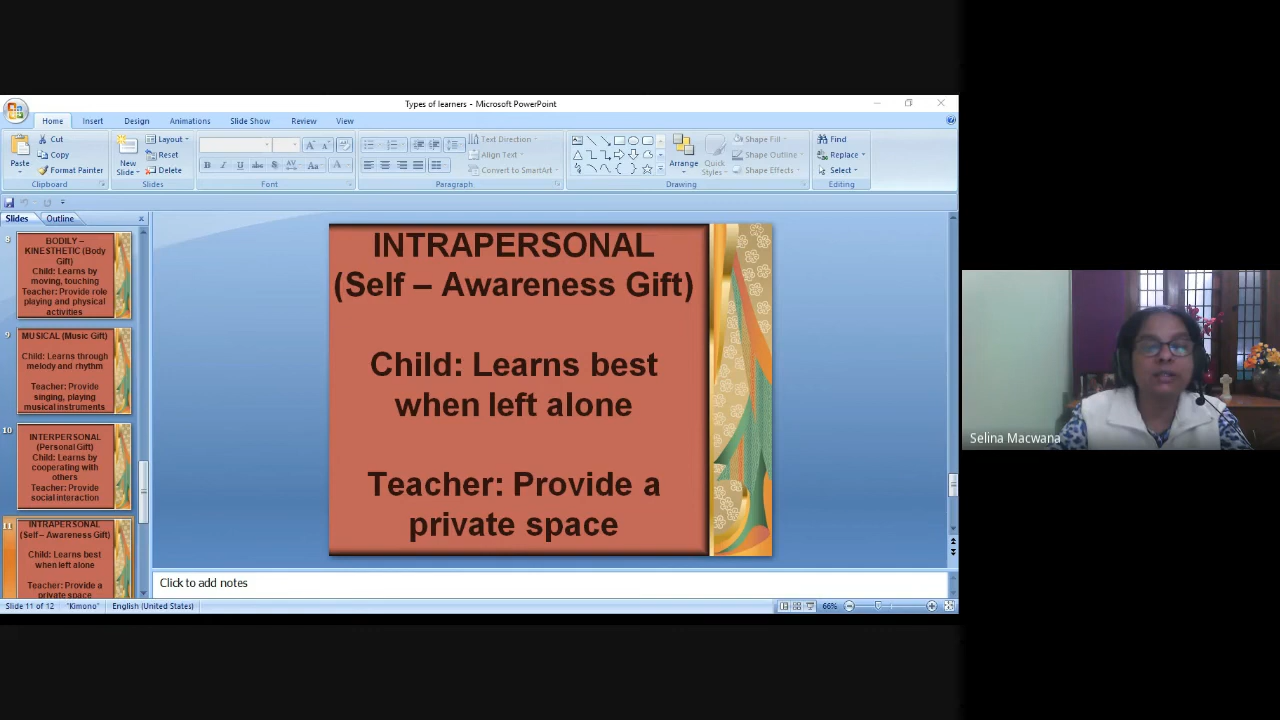 Types of learners - Microsoft PowerPoint
Home Insert Design Animations Slide Show Review View
Cut
Copy
Format Painter
Paste
Clipboard
New
Slide
Layout
Reset
Delete
Slides
B I U abc S AV Aa A
Font
Text Direction
Align Text
Convert to SmartArt
Paragraph
Arrange
Quick
Styles
Shape Fill
Shape Outline
Shape Effects
Drawing
Find
Replace
Select
Editing
Slides Outline
8
BODILY –
KINESTHETIC (Body
Gift)
Child: Learns by
moving, touching
Teacher: Provide role
playing and physical
activities
9
MUSICAL (Music Gift)
Child: Learns through
melody and rhythm
Teacher: Provide
singing, playing
musical instruments
10
INTERPERSONAL
(Personal Gift)
Child: Learns by
cooperating with
others
Teacher: Provide
social interaction
11
INTRAPERSONAL
(Self – Awareness Gift)
Child: Learns best
when left alone
Teacher: Provide a
private space
INTRAPERSONAL
(Self – Awareness Gift)
Child: Learns best
when left alone
Teacher: Provide a
private space
Click to add notes
Slide 11 of 12 "Kimono" English (United States) 66%
Selina Macwana